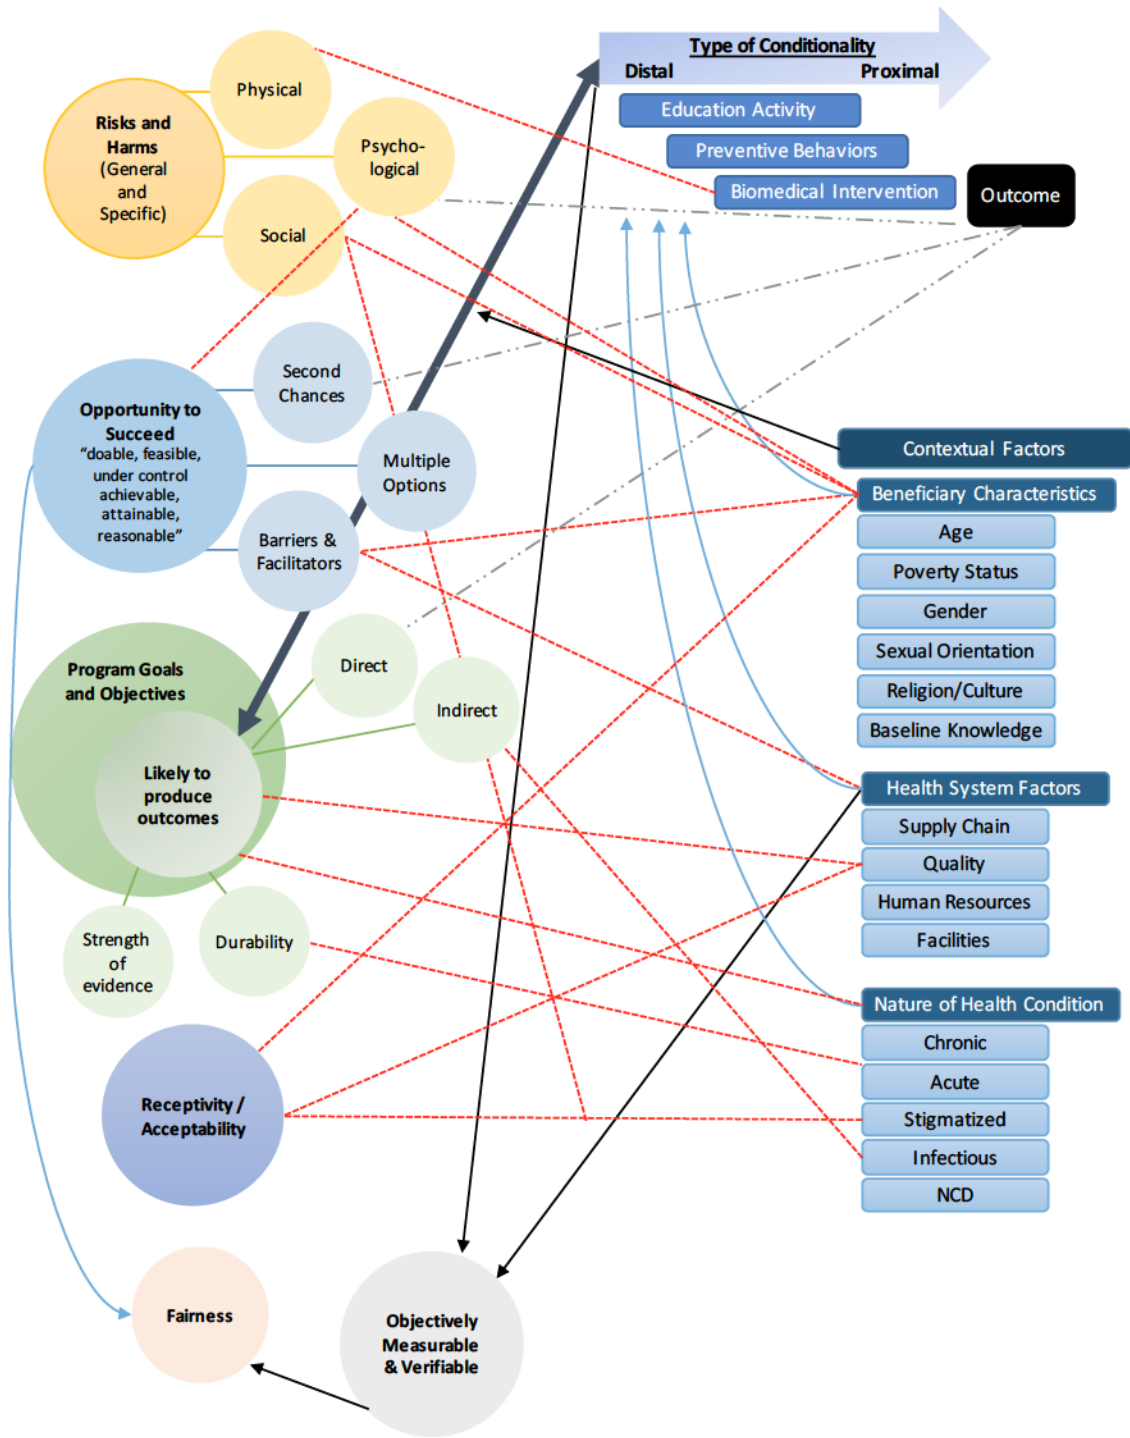 Type of Conditionality
Distal
Proximal
Education Activity
Preventive Behaviors
Biomedical Intervention
Outcome
Physical
Risks and
Harms
(General
and
Specific)
Psycho-
logical
Social
Second
Chances
Opportunity to
Succeed
“doable, feasible,
under control
achievable,
attainable,
reasonable”
Multiple
Options
Barriers &
Facilitators
Contextual Factors
Beneficiary Characteristics
Age
Poverty Status
Gender
Sexual Orientation
Religion/Culture
Baseline Knowledge
Program Goals
and Objectives
Direct
Indirect
Likely to
produce
outcomes
Strength
of
evidence
Durability
Health System Factors
Supply Chain
Quality
Human Resources
Facilities
Nature of Health Condition
Chronic
Acute
Stigmatized
Infectious
NCD
Receptivity /
Acceptability
Fairness
Objectively
Measurable
& Verifiable